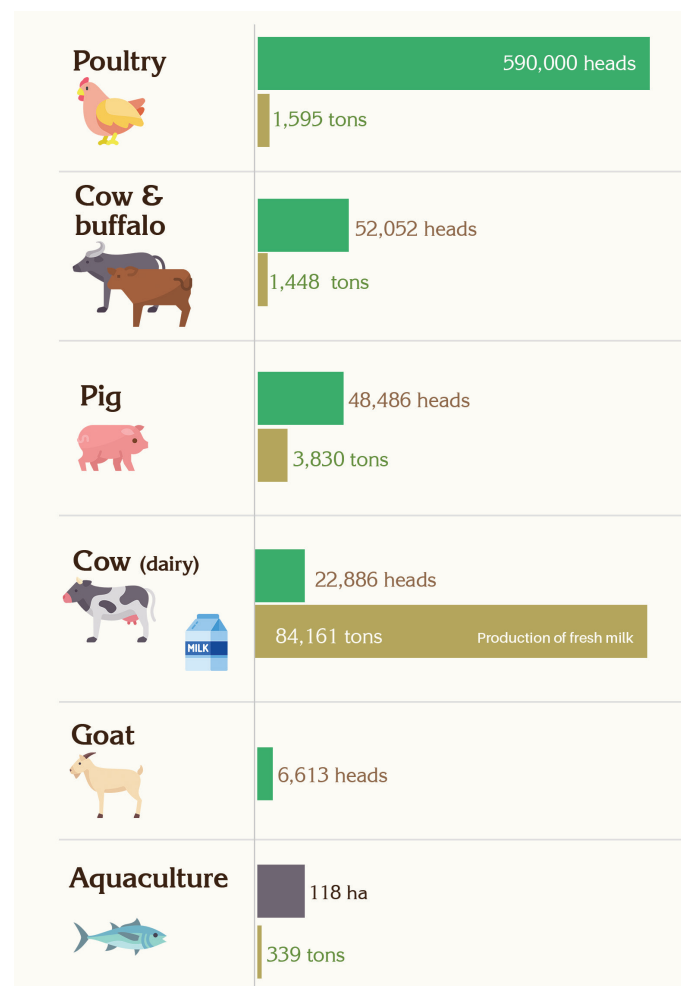 Poultry
590,000 heads
1,595 tons
Cow &
buffalo
52,052 heads
1,448 tons
Pig
48,486 heads
3,830 tons
Cow (dairy)
22,886 heads
MILK
84,161 tons
Production of fresh milk
Goat
6,613 heads
Aquaculture
118 ha
339 tons